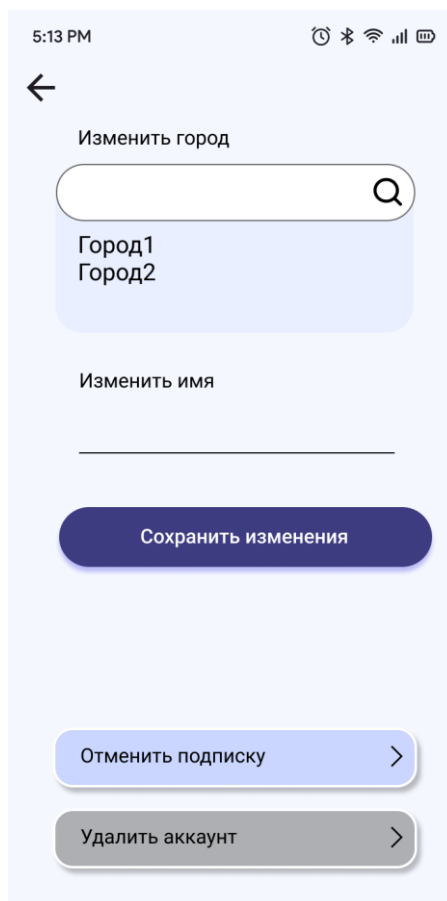 5:13 PM
Изменить город
Город1
Город2
Изменить имя
Сохранить изменения
Отменить подписку
Удалить аккаунт